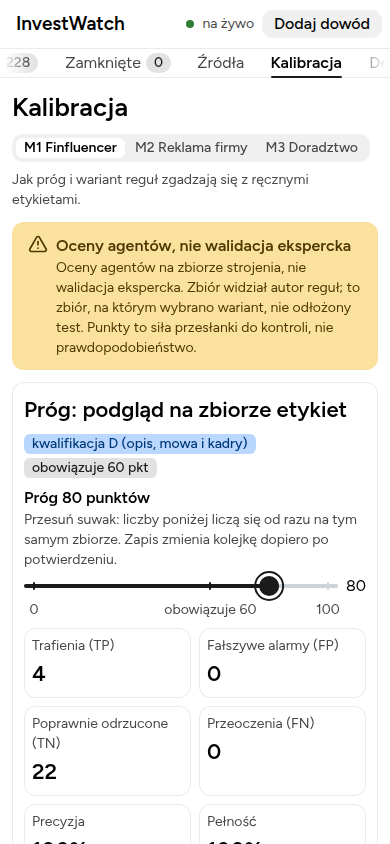 InvestWatch
na żywo
Dodaj dowód
228
Zamknięte 0
Źródła
Kalibracja
Kalibracja
M1 Finfluencer
M2 Reklama firmy
M3 Doradztwo
Jak próg i wariant reguł zgadzają się z ręcznymi
etykietami.
Oceny agentów, nie walidacja ekspercka
Oceny agentów na zbiorze strojenia, nie
walidacja ekspercka. Zbiór widział autor reguł; to
zbiór, na którym wybrano wariant, nie odłożony
test. Punkty to siła przesłanki do kontroli, nie
prawdopodobieństwo.
Próg: podgląd na zbiorze etykiet
kwalifikacja D (opis, mowa i kadry)
obowiązuje 60 pkt
Próg 80 punktów
Przesuń suwak: liczby poniżej liczą się od razu na tym
samym zbiorze. Zapis zmienia kolejkę dopiero po
potwierdzeniu.
80
0
obowiązuje 60
100
Trafienia (TP)
4
Fałszywe alarmy (FP)
0
Poprawnie odrzucone
(TN)
22
Przeoczenia (FN)
0
Precyzja
Pełność